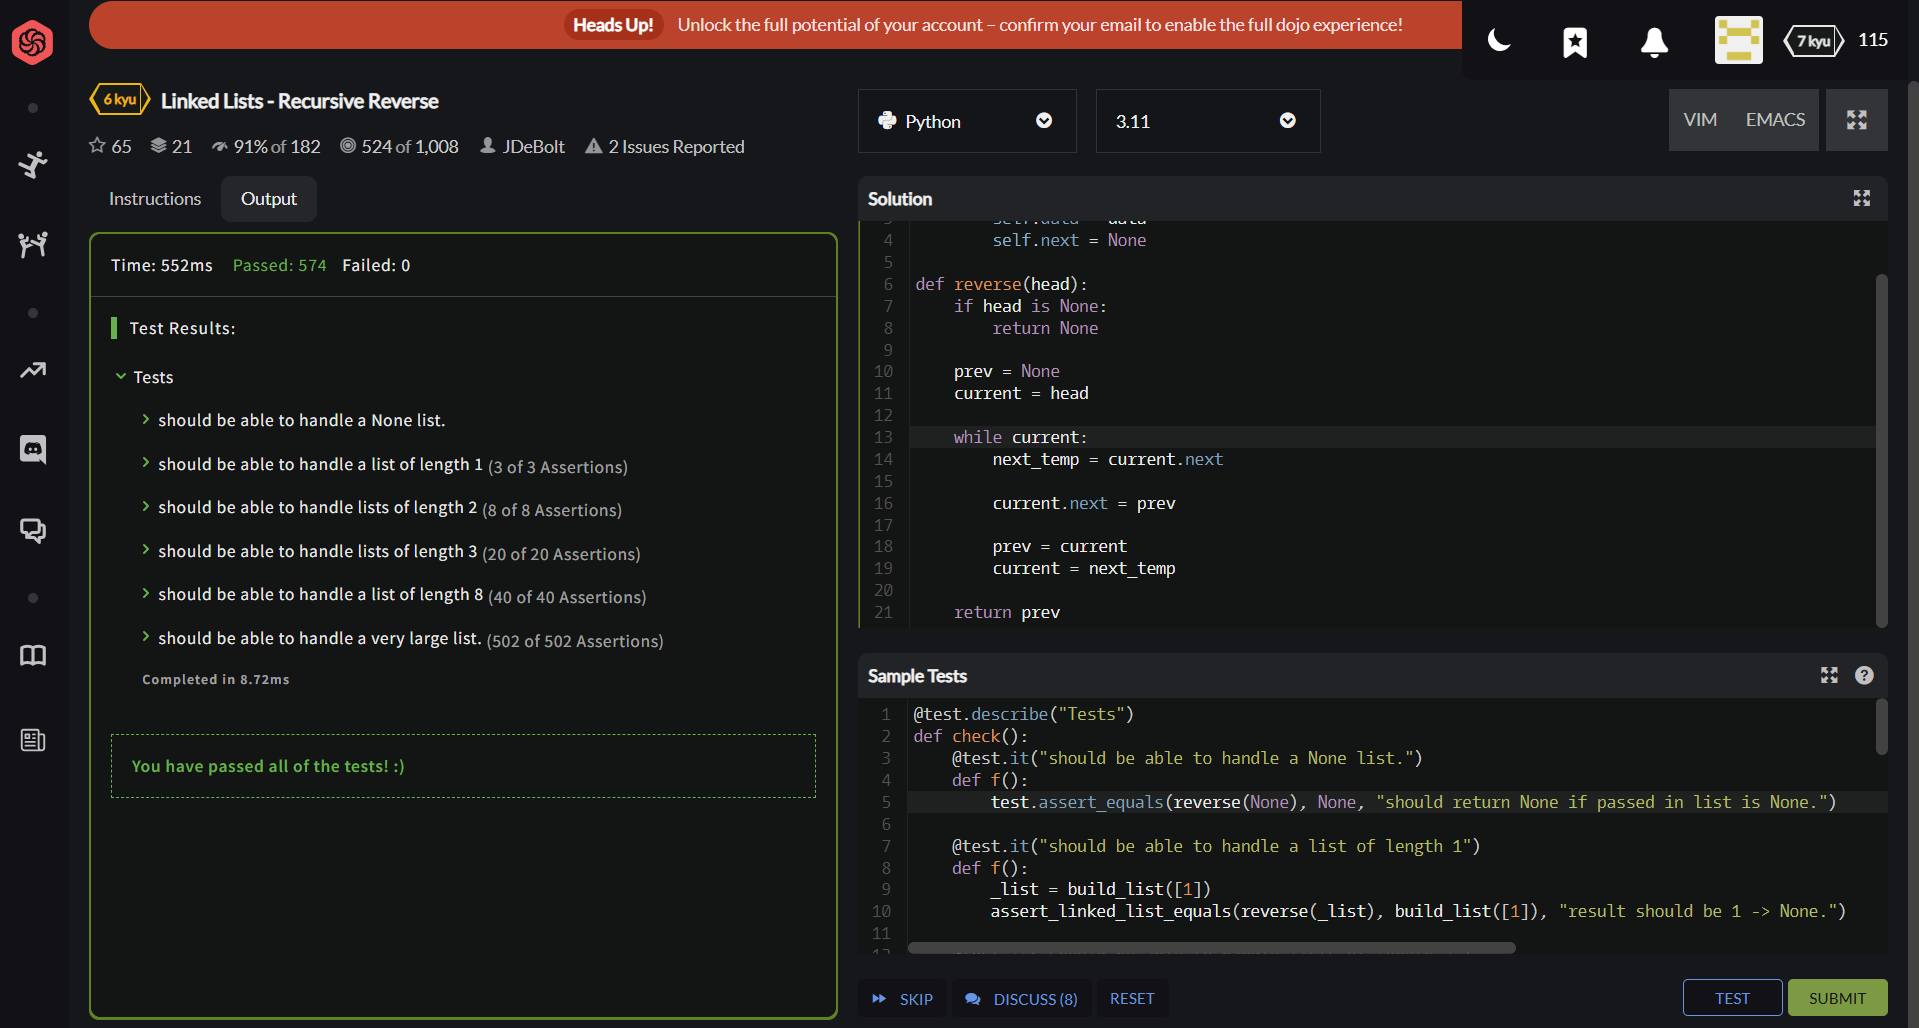 Heads Up! Unlock the full potential of your account – confirm your email to enable the full dojo experience!
7 kyu 115
6 kyu Linked Lists - Recursive Reverse
65 21 91% of 182 524 of 1,008 JDeBolt 2 Issues Reported
Instructions Output
Time: 552ms Passed: 574 Failed: 0
Test Results:
Tests
should be able to handle a None list.
should be able to handle a list of length 1 (3 of 3 Assertions)
should be able to handle lists of length 2 (8 of 8 Assertions)
should be able to handle lists of length 3 (20 of 20 Assertions)
should be able to handle a list of length 8 (40 of 40 Assertions)
should be able to handle a very large list. (502 of 502 Assertions)
Completed in 8.72ms
You have passed all of the tests! :)
Python 3.11 VIM EMACS
Solution
3 self.data = data
4 self.next = None
5
6 def reverse(head):
7 if head is None:
8 return None
9
10 prev = None
11 current = head
12
13 while current:
14 next_temp = current.next
15
16 current.next = prev
17
18 prev = current
19 current = next_temp
20
21 return prev
Sample Tests
1 @test.describe("Tests")
2 def check():
3 @test.it("should be able to handle a None list.")
4 def f():
5 test.assert_equals(reverse(None), None, "should return None if passed in list is None.")
6
7 @test.it("should be able to handle a list of length 1")
8 def f():
9 _list = build_list([1])
10 assert_linked_list_equals(reverse(_list), build_list([1]), "result should be 1 -> None.")
11
SKIP DISCUSS (8) RESET TEST SUBMIT